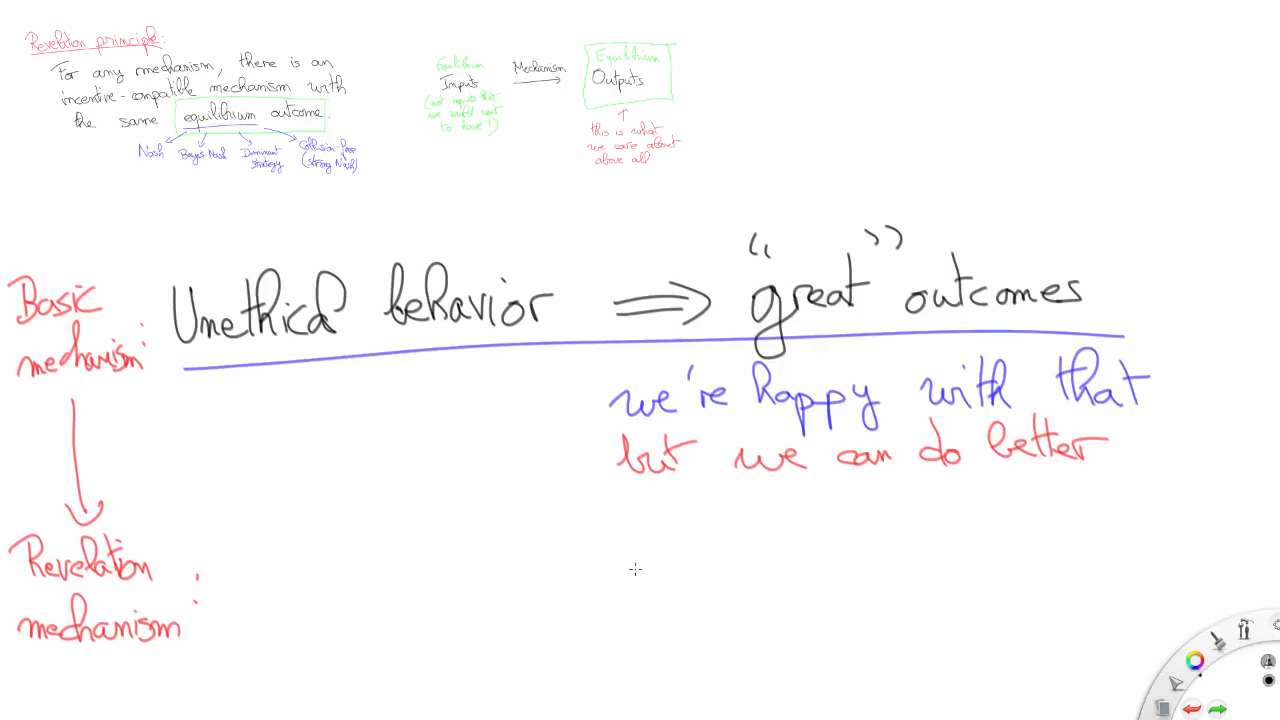 Revelation principle:
For any mechanism, there is an
incentive-compatible mechanism with
the same equilibrium outcome.
Nash
Bayes Nash
Dominant
strategy
Collusion-free
(strong Nash)
Equilibrium
Inputs
(not inputs that
we would want
to have!)
Mechanism
Equilibrium
Outputs
this is what
we care about
above all
Basic
mechanism:
Unethical behavior ⟹ "great" outcomes
we're happy with that
but we can do better
Revelation
mechanism: